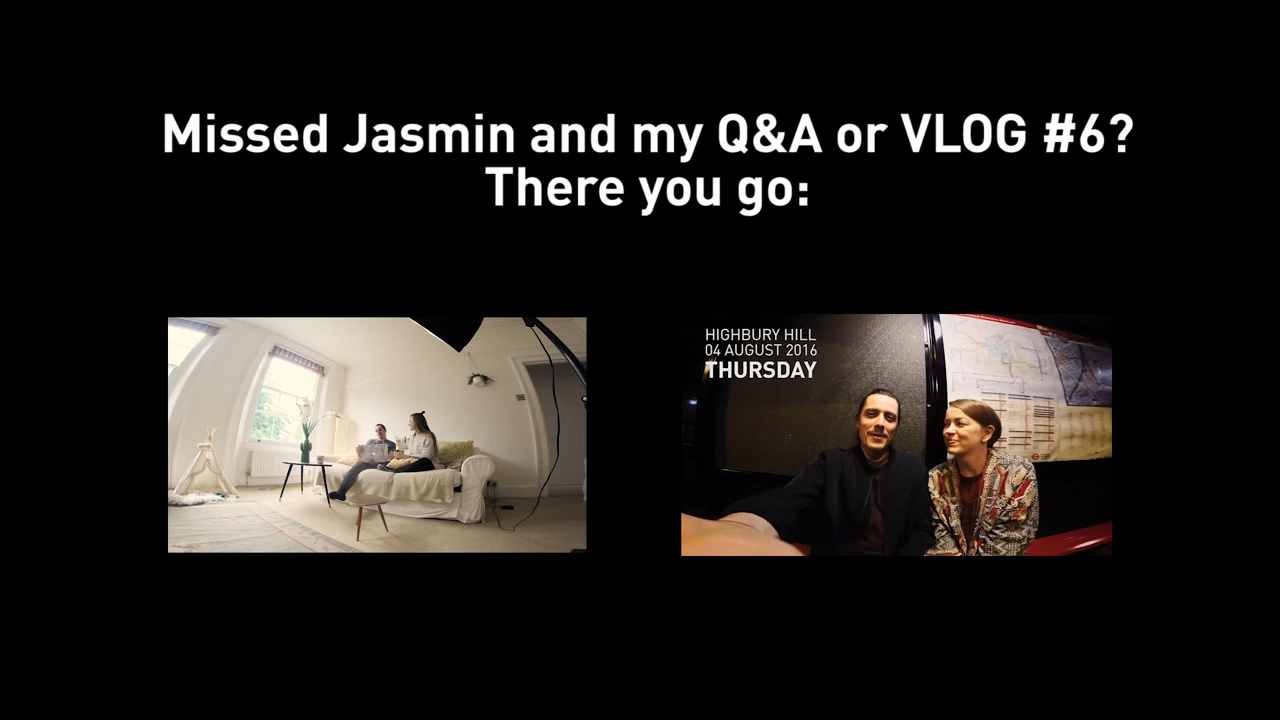 Missed Jasmin and my Q&A or VLOG #6?
There you go:
HIGHBURY HILL
04 AUGUST 2016
THURSDAY